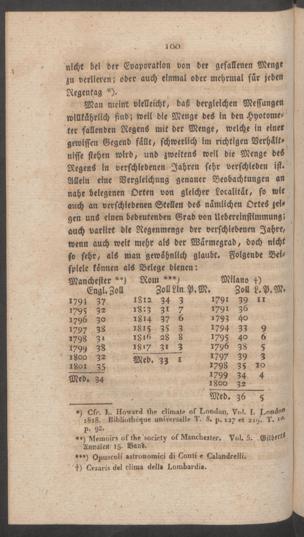 100
nicht bei der Evaporation von der gefallenen Menge
zu verlieren; oder auch einmal oder mehrmal für jeden
Regentag *).
Man meint vielleicht, daß dergleichen Messungen
willkührlich sind; weil die Menge des in den Hyetome-
ter fallenden Regens mit der Menge, welche in einer
gewissen Gegend fällt, schwerlich im richtigen Verhält-
nisse stehen wird, und zweitens weil die Menge des
Regens in verschiedenen Jahren sehr verschieden ist.
Allein eine Vergleichung genauer Beobachtungen an
nahe belegenen Orten von gleicher Localität, so wie
auch an verschiedenen Stellen des nämlichen Ortes zei-
gen uns einen bedeutenden Grad von Uebereinstimmung;
auch variirt die Regenmenge der verschiedenen Jahre,
wenn auch weit mehr als der Wärmegrad, doch nicht
so sehr, als man gewöhnlich glaubt. Folgende Bei-
spiele können als Belege dienen:
Manchester **) Rom ***) Milano †)
Engl. Zoll Zoll Lin. P. M. Zoll L. P. M.
1794 37 1812 34 3 1791 39 11
1795 32 1813 31 7 1791 36
1796 30 1814 37 6 1793 40
1797 38 1815 35 3 1794 33 9
1798 31 1816 28 8 1795 40 6
1799 38 1817 31 3 1796 38 5
1800 32 Med. 33 1 1797 39 3
1801 35 1798 35 10
Med. 34 1799 34 4
1800 32
Med. 36 5
*) Cfr. L. Howard the climate of London, Vol. I. London
1818. Bibliothéque universelle T. 8. p. 127 et 219. T. 10.
p. 92.
**) Memoirs of the society of Manchester. Vol. 5. Gilberts
Annalen 15. Band.
***) Opusculi astronomici di Conti e Calandrelli.
†) Cesaris del clima della Lombardia.